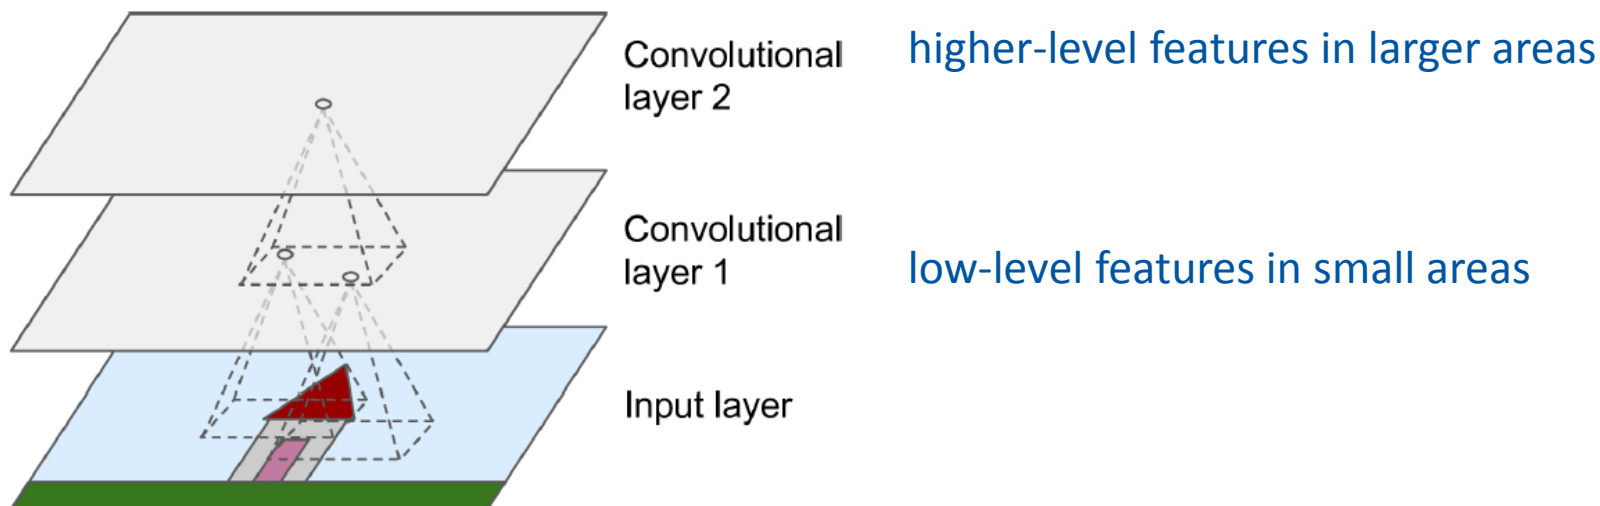 Convolutional
layer 2
higher-level features in larger areas
Convolutional
layer 1
low-level features in small areas
Input layer